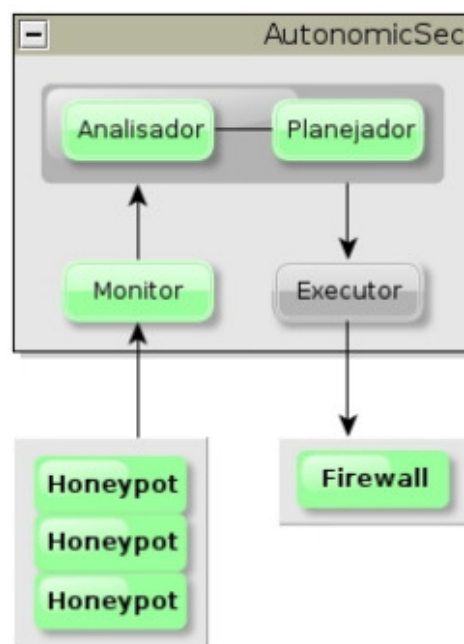 AutonomicSec
Analisador
Planejador
Monitor
Executor
Honeypot
Honeypot
Honeypot
Firewall